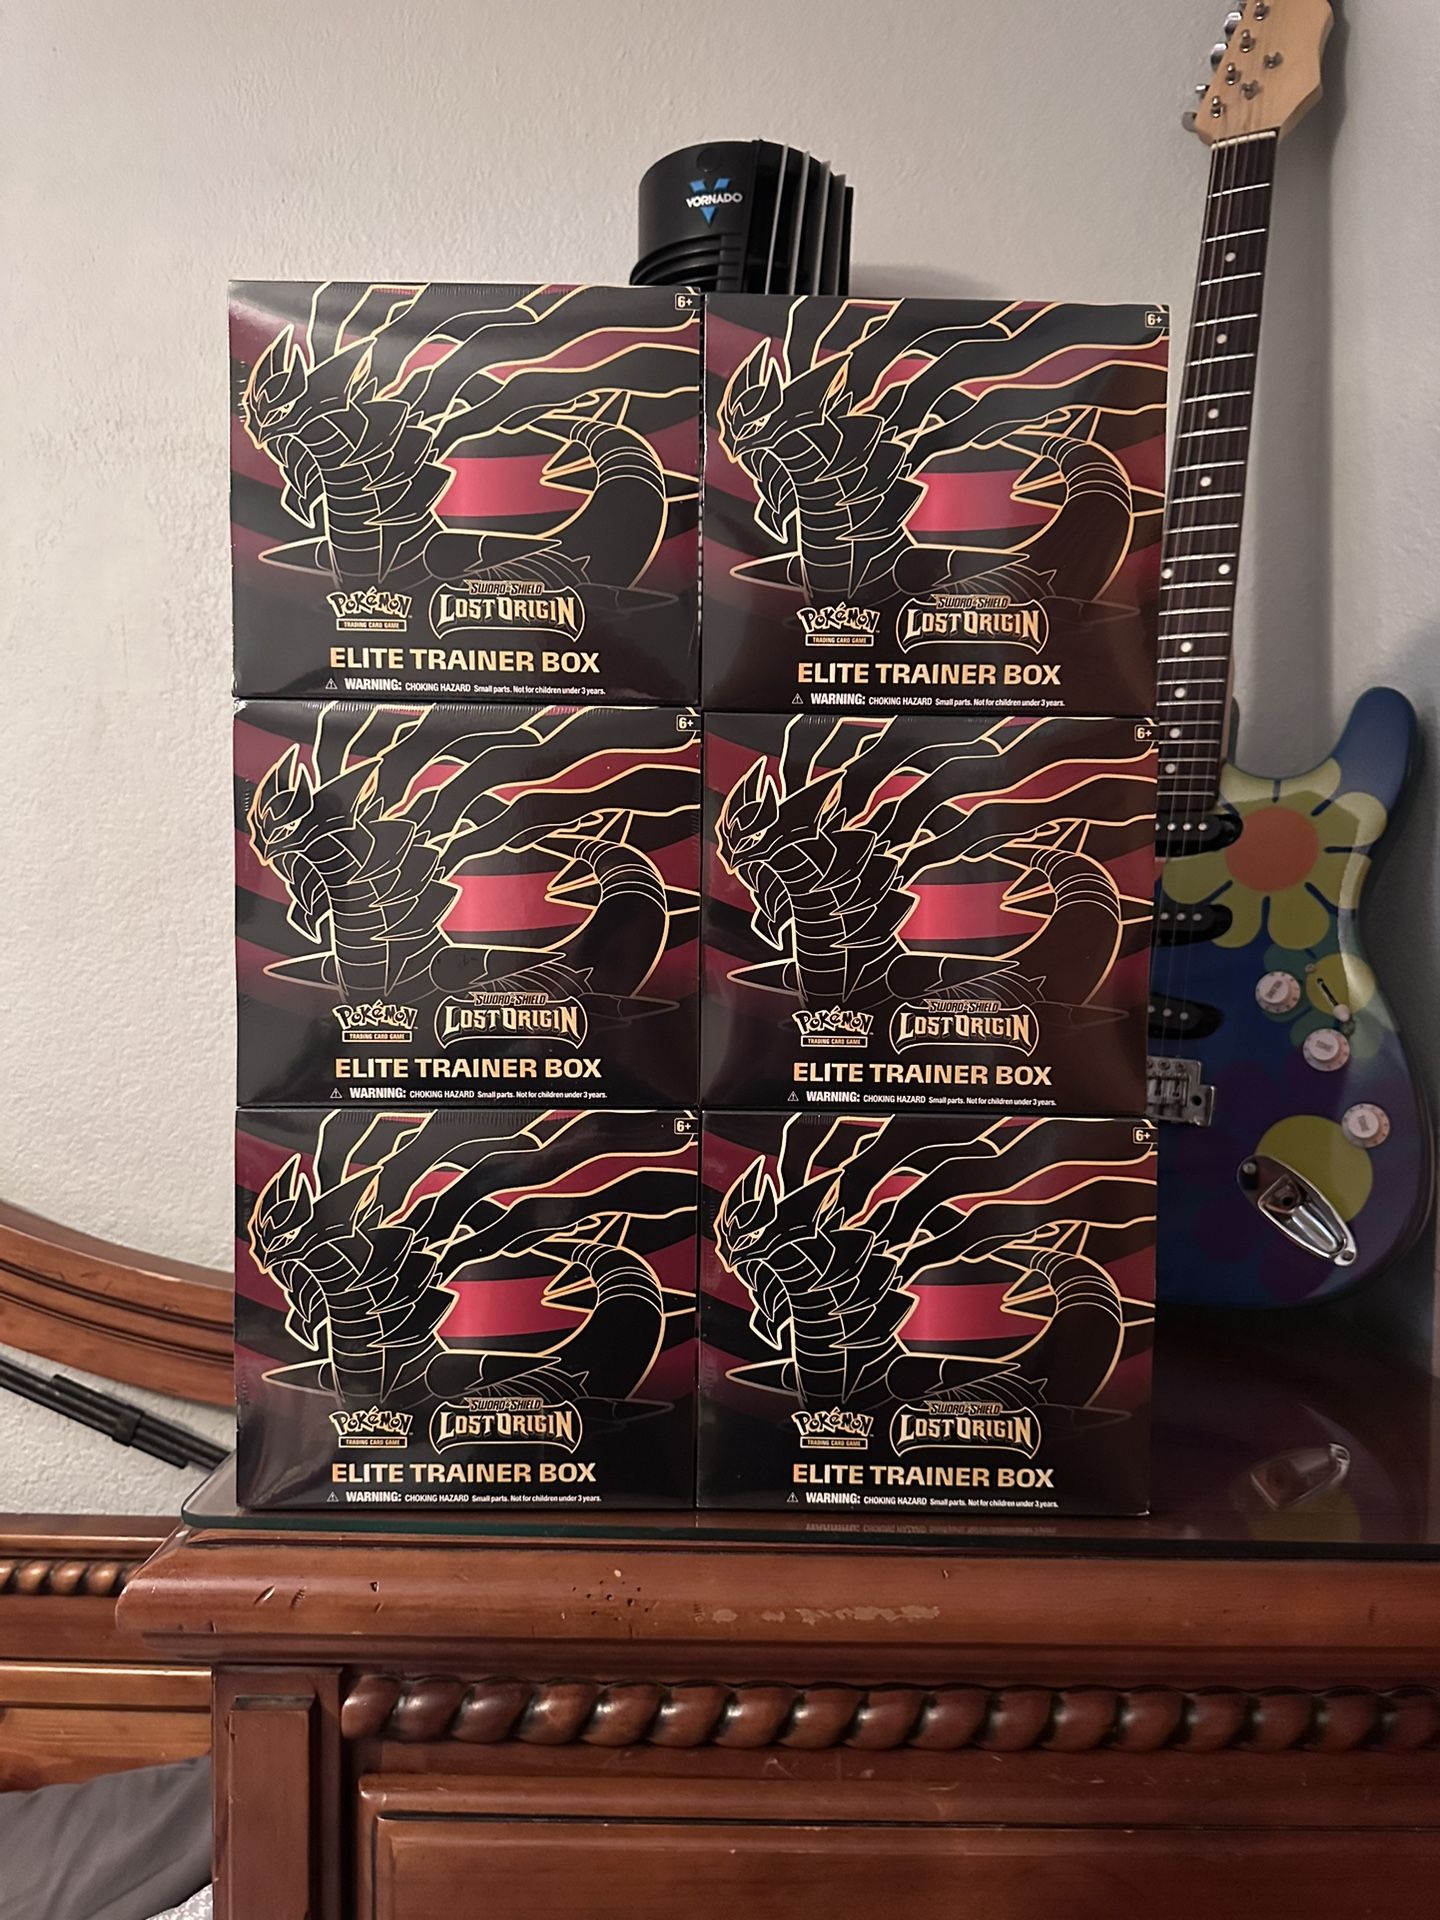 VORNADO
6+
POKéMON
TRADING CARD GAME
SWORD & SHIELD
LOST ORIGIN
ELITE TRAINER BOX
WARNING: CHOKING HAZARD Small parts. Not for children under 3 years.
6+
POKéMON
TRADING CARD GAME
SWORD & SHIELD
LOST ORIGIN
ELITE TRAINER BOX
WARNING: CHOKING HAZARD Small parts. Not for children under 3 years.
6+
POKéMON
TRADING CARD GAME
SWORD & SHIELD
LOST ORIGIN
ELITE TRAINER BOX
WARNING: CHOKING HAZARD Small parts. Not for children under 3 years.
6+
POKéMON
TRADING CARD GAME
SWORD & SHIELD
LOST ORIGIN
ELITE TRAINER BOX
WARNING: CHOKING HAZARD Small parts. Not for children under 3 years.
6+
POKéMON
TRADING CARD GAME
SWORD & SHIELD
LOST ORIGIN
ELITE TRAINER BOX
WARNING: CHOKING HAZARD Small parts. Not for children under 3 years.
6+
POKéMON
TRADING CARD GAME
SWORD & SHIELD
LOST ORIGIN
ELITE TRAINER BOX
WARNING: CHOKING HAZARD Small parts. Not for children under 3 years.